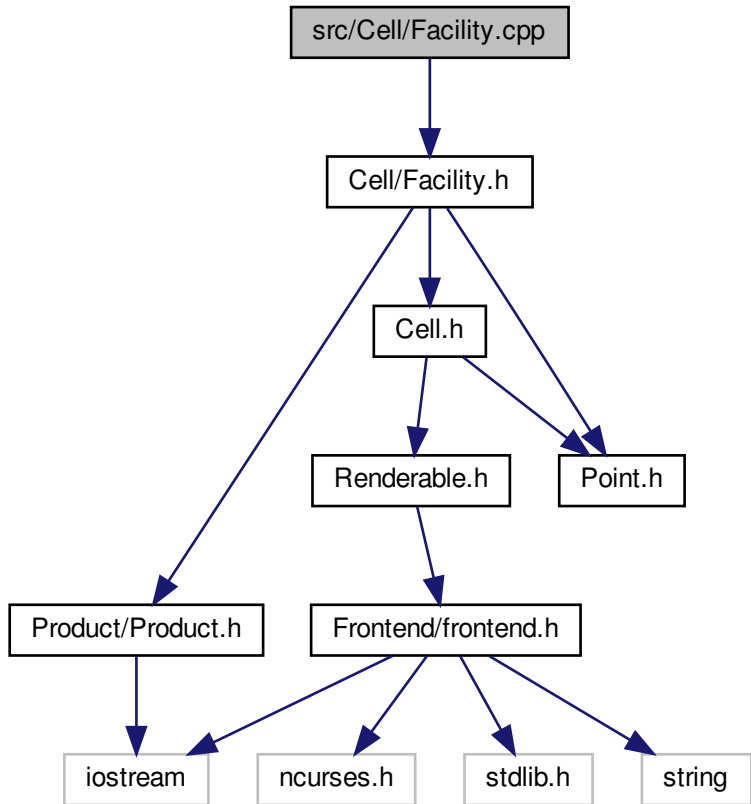 src/Cell/Facility.cpp
Cell/Facility.h
Cell.h
Renderable.h
Point.h
Product/Product.h
Frontend/frontend.h
iostream
ncurses.h
stdlib.h
string